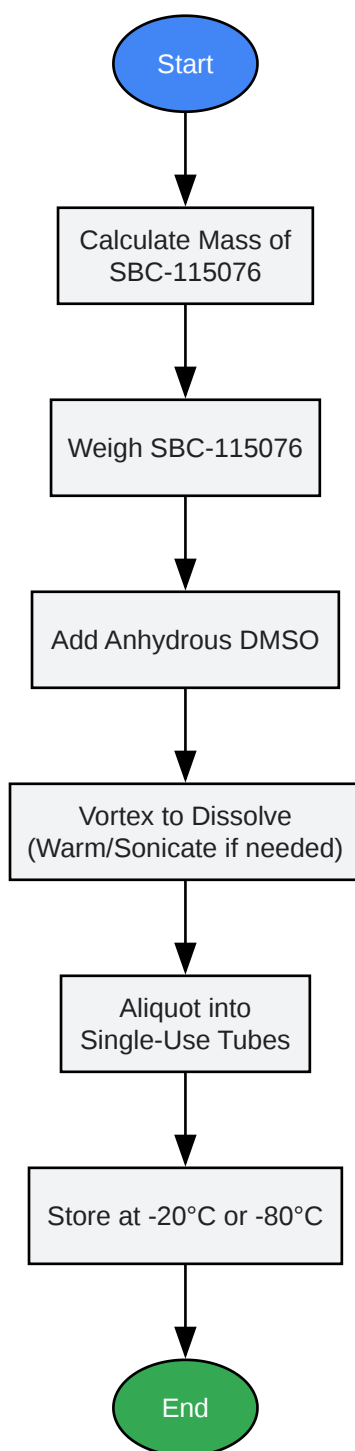 Start
Calculate Mass of
SBC-115076
Weigh SBC-115076
Add Anhydrous DMSO
Vortex to Dissolve
(Warm/Sonicate if needed)
Aliquot into
Single-Use Tubes
Store at -20°C or -80°C
End